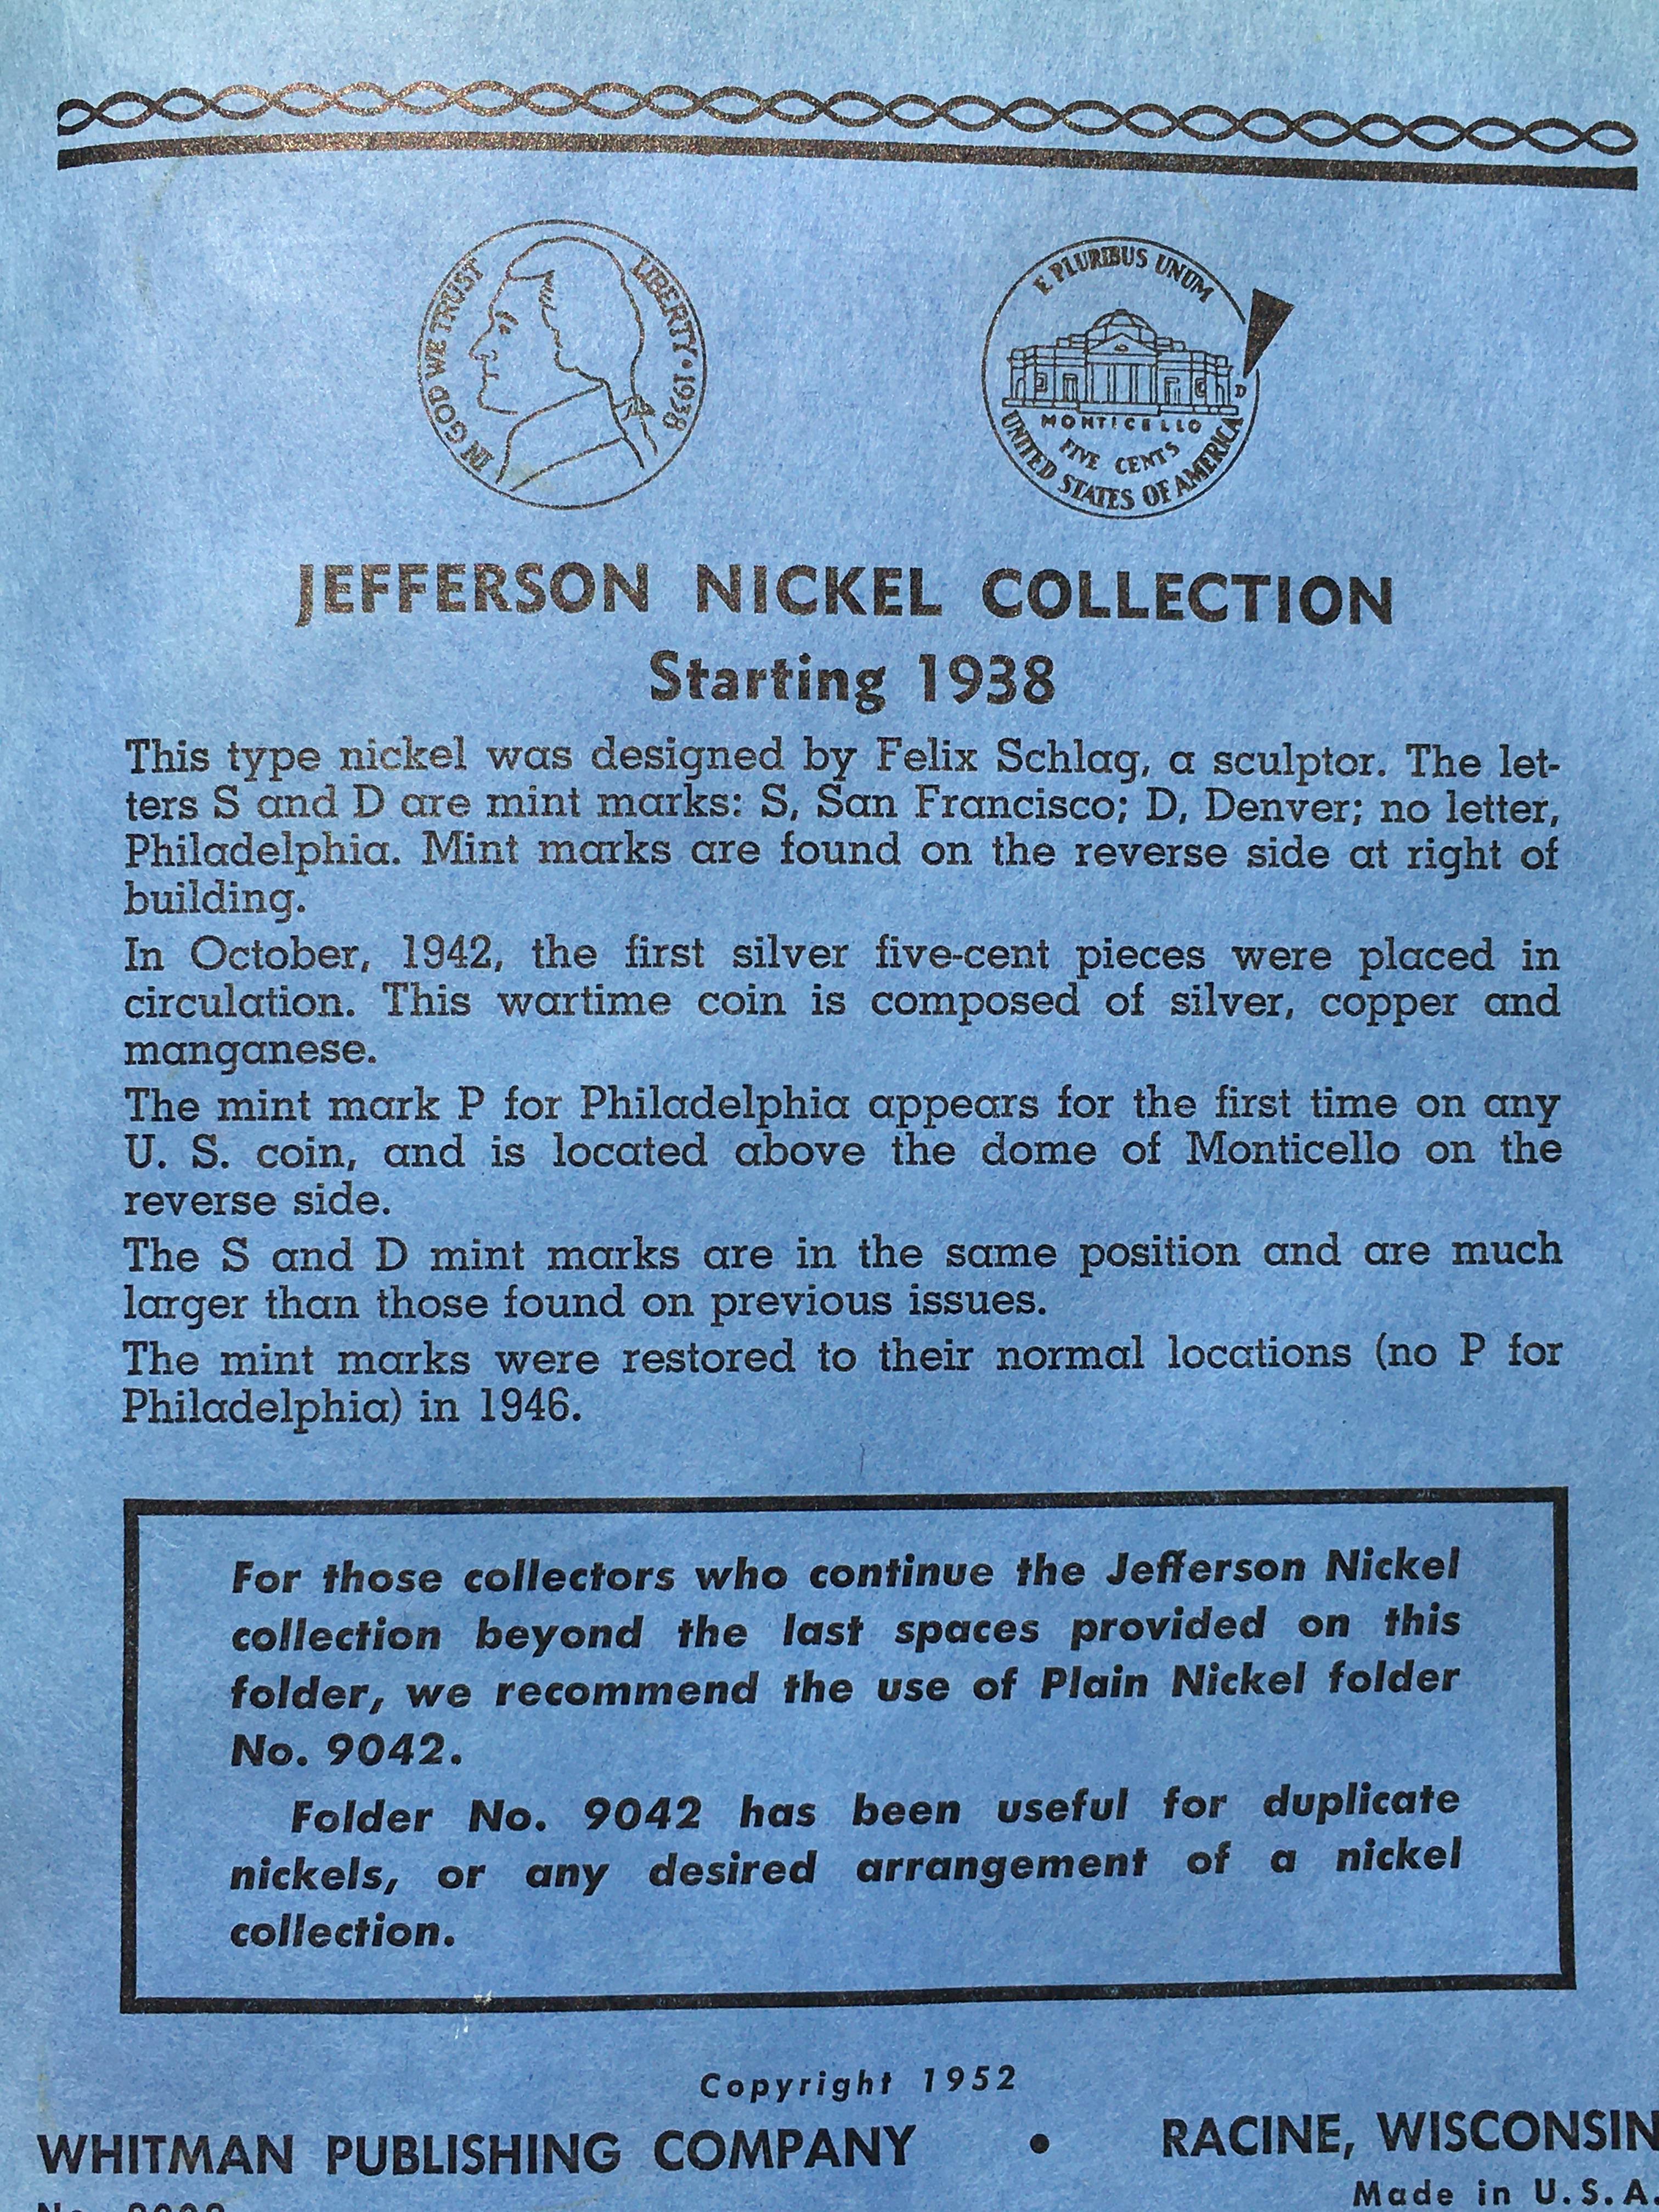 IN GOD WE TRUST
LIBERTY • 1938
E PLURIBUS UNUM
D
MONTICELLO
FIVE CENTS
UNITED STATES OF AMERICA
JEFFERSON NICKEL COLLECTION
Starting 1938
This type nickel was designed by Felix Schlag, a sculptor. The let-
ters S and D are mint marks: S, San Francisco; D, Denver; no letter,
Philadelphia. Mint marks are found on the reverse side at right of
building.
In October, 1942, the first silver five-cent pieces were placed in
circulation. This wartime coin is composed of silver, copper and
manganese.
The mint mark P for Philadelphia appears for the first time on any
U. S. coin, and is located above the dome of Monticello on the
reverse side.
The S and D mint marks are in the same position and are much
larger than those found on previous issues.
The mint marks were restored to their normal locations (no P for
Philadelphia) in 1946.
For those collectors who continue the Jefferson Nickel
collection beyond the last spaces provided on this
folder, we recommend the use of Plain Nickel folder
No. 9042.
Folder No. 9042 has been useful for duplicate
nickels, or any desired arrangement of a nickel
collection.
Copyright 1952
WHITMAN PUBLISHING COMPANY • RACINE, WISCONSIN
Made in U.S.A.
No.